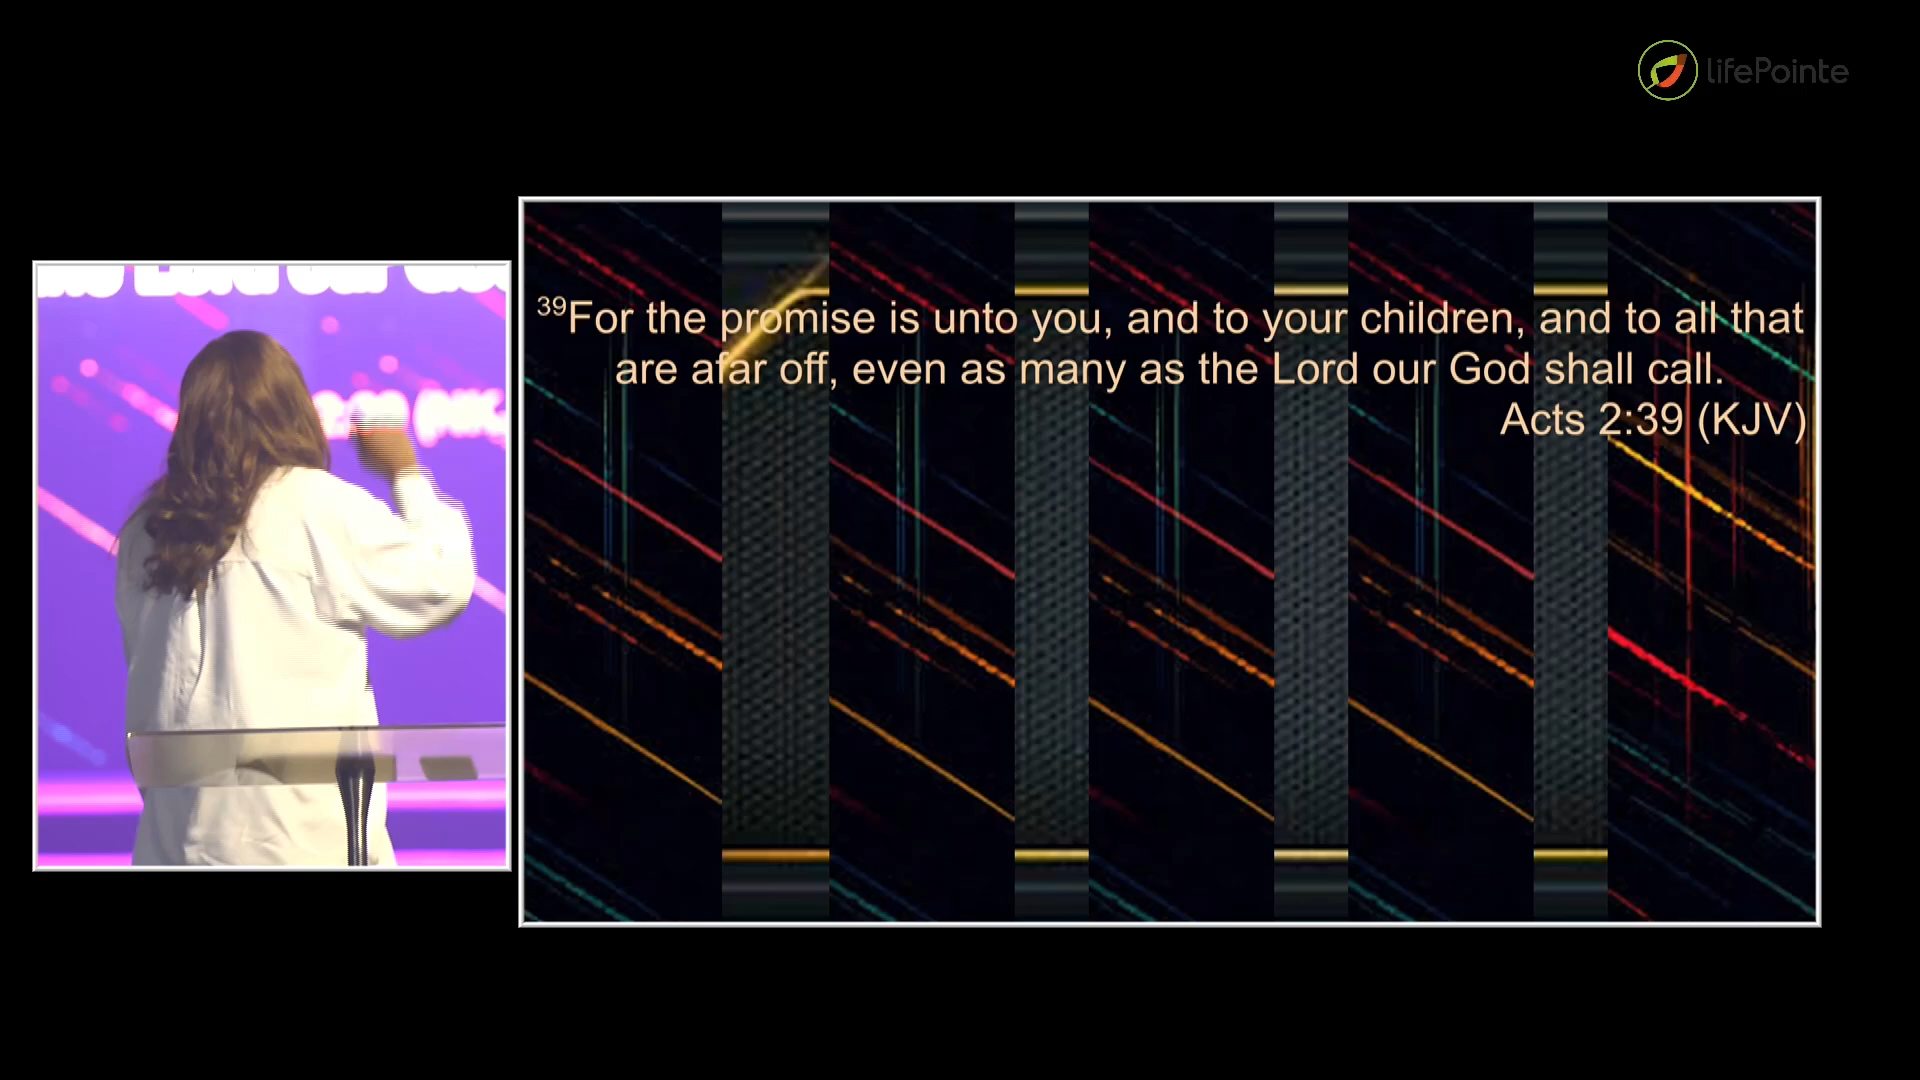 lifePointe
39For the promise is unto you, and to your children, and to all that
are afar off, even as many as the Lord our God shall call.
Acts 2:39 (KJV)